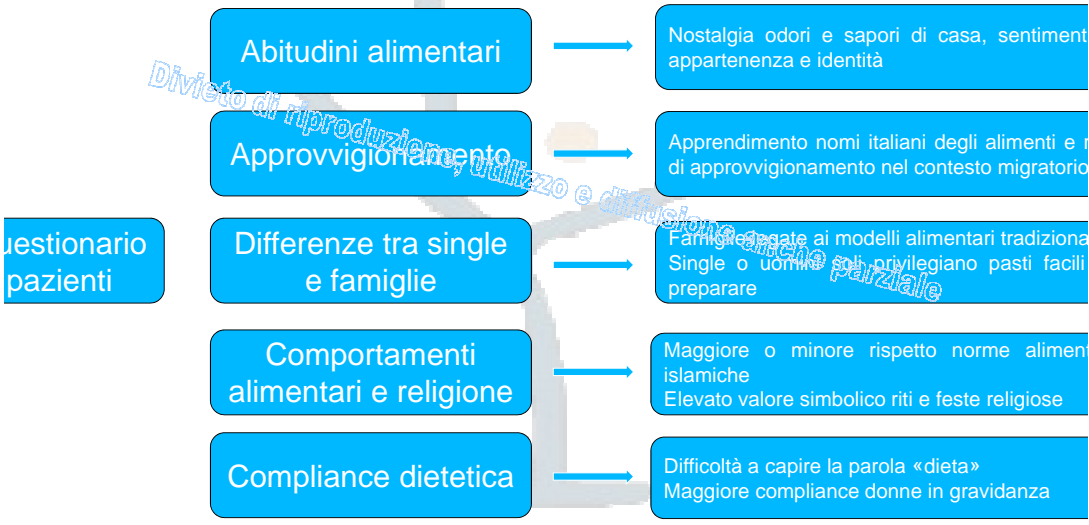 Abitudini alimentari
Nostalgia odori e sapori di casa, sentiment
appartenenza e identità
Divieto di riproduzione, utilizzo e diffusione anche parziale
Approvvigionamento
Apprendimento nomi italiani degli alimenti e
di approvvigionamento nel contesto migratorio
uestionario
pazienti
Differenze tra single
e famiglie
Famiglie legate ai modelli alimentari tradiziona
Single o uomini soli privilegiano pasti facili
preparare
Comportamenti
alimentari e religione
Maggiore o minore rispetto norme aliment
islamiche
Elevato valore simbolico riti e feste religiose
Compliance dietetica
Difficoltà a capire la parola «dieta»
Maggiore compliance donne in gravidanza